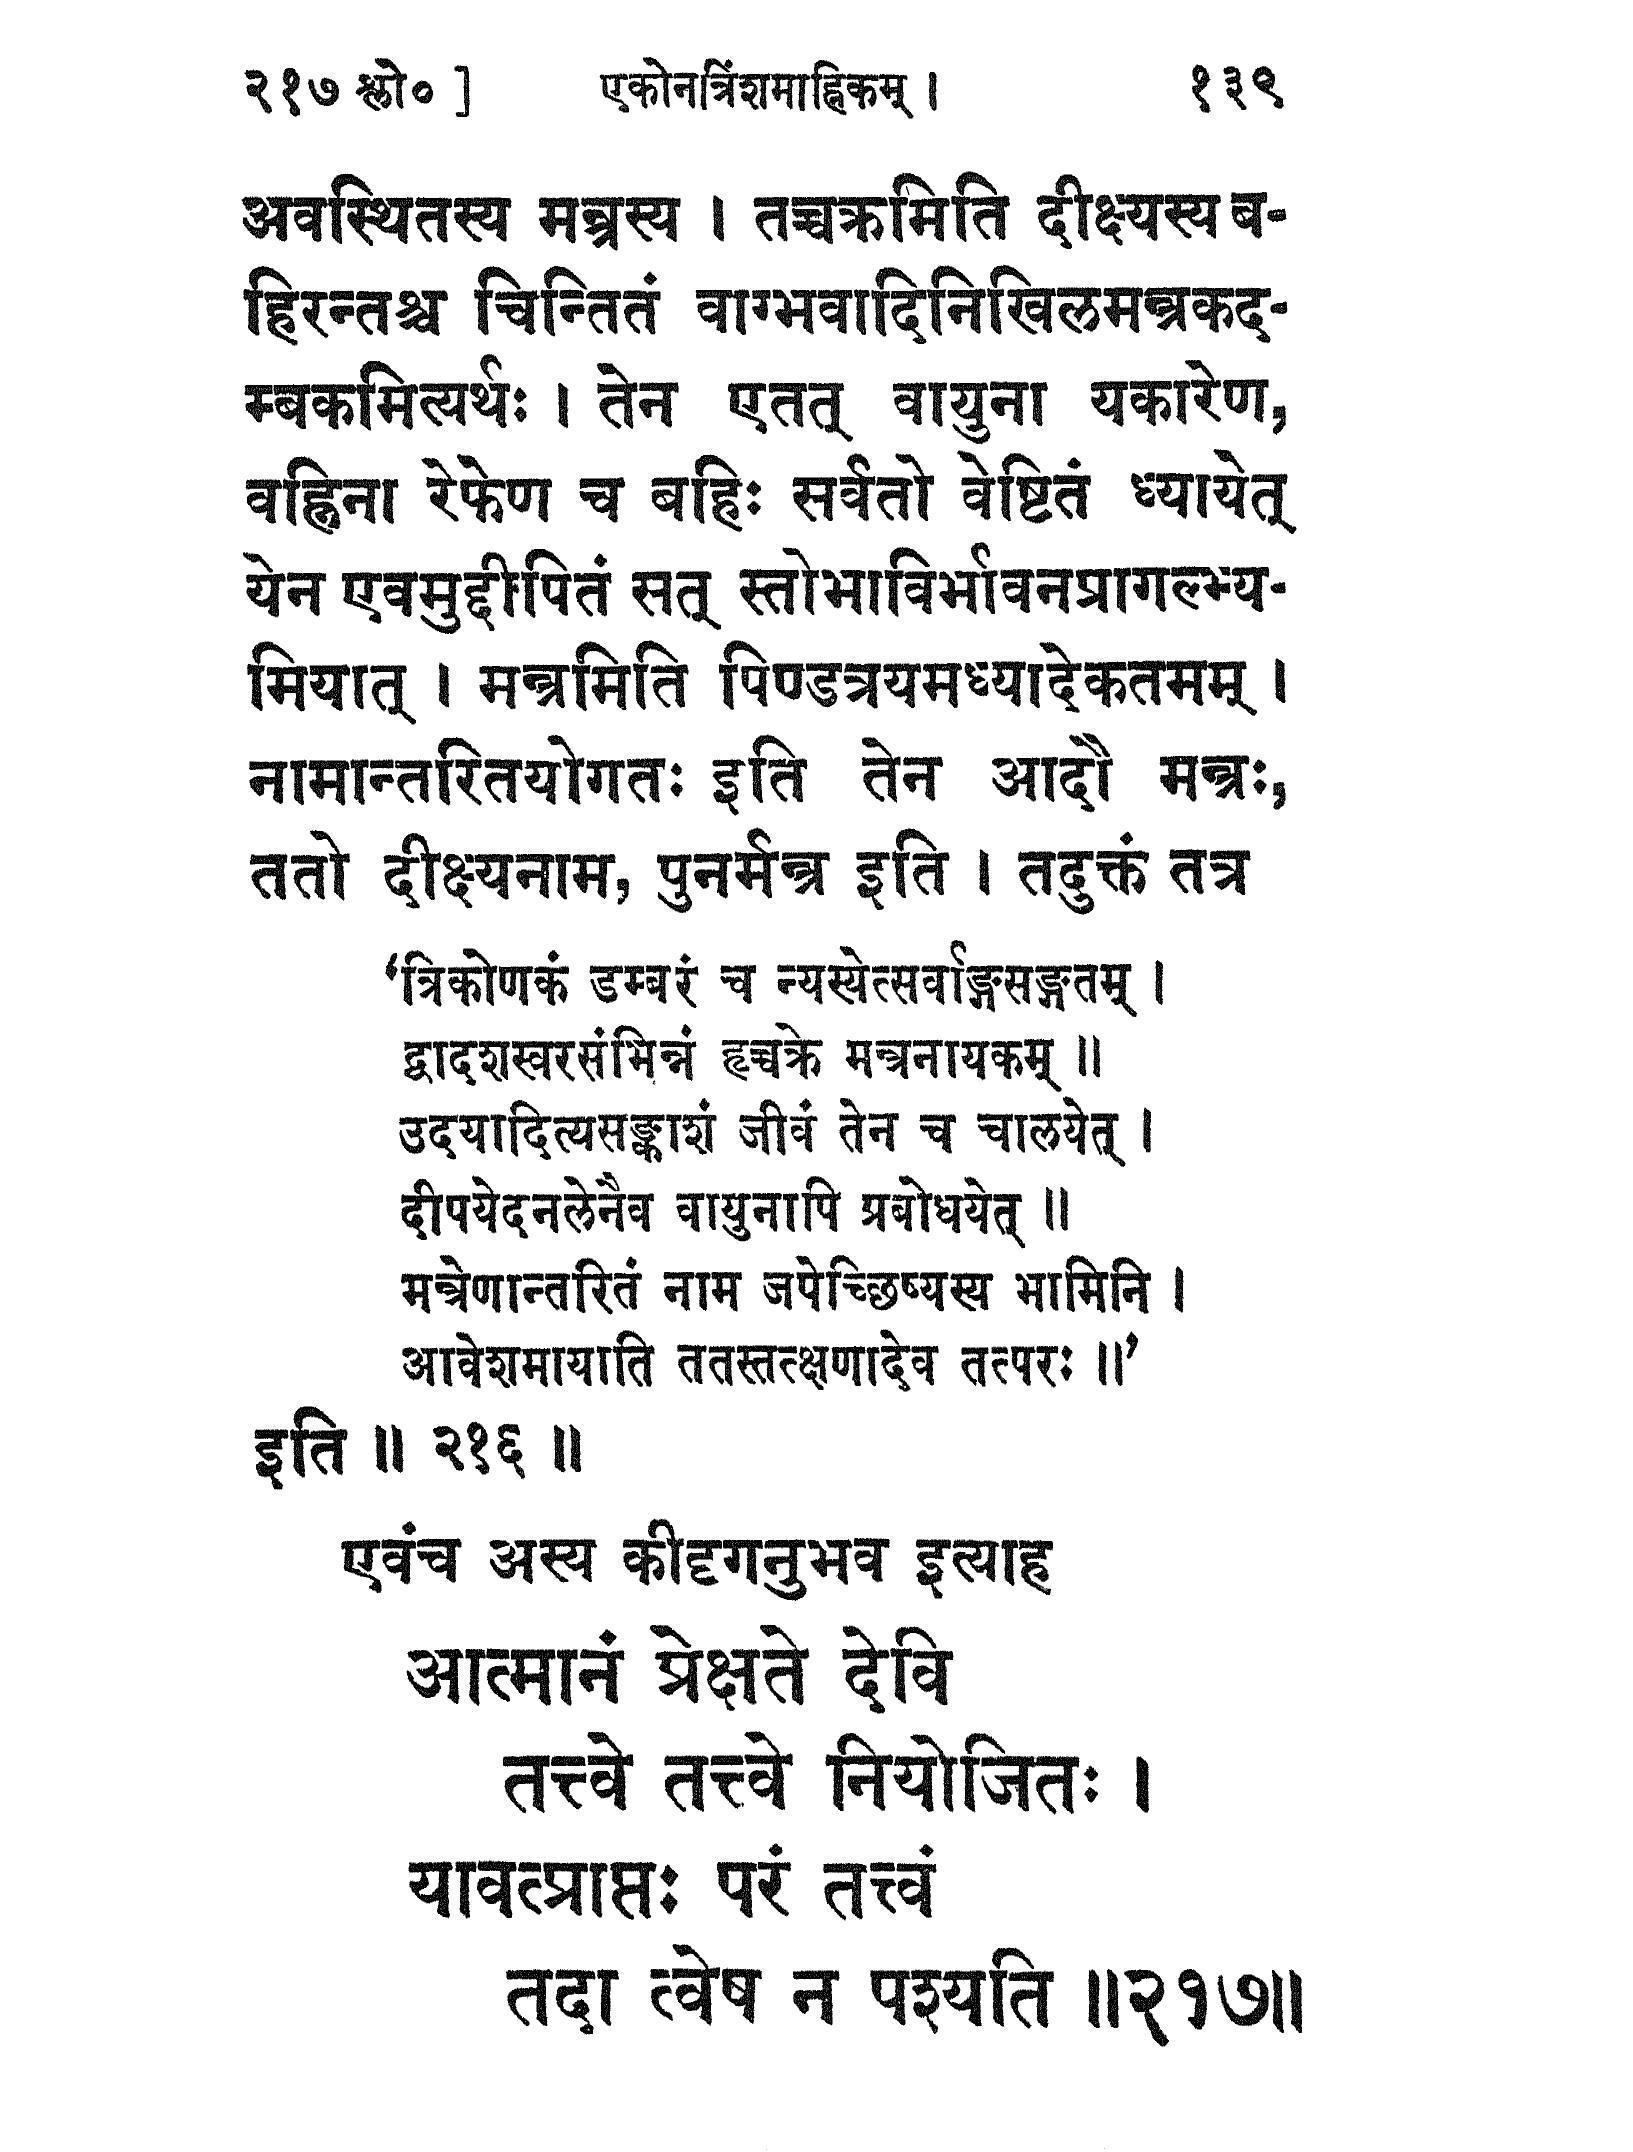 २१७ श्लो० ] एकोनत्रिंशमाह्निकम् । १३९
अवस्थितस्य मन्त्रस्य । तच्चक्रमिति दीक्ष्यस्य ब-
हिरन्तश्च चिन्तितं वाग्भवादिनिखिलमन्त्रकद-
म्बकमित्यर्थः । तेन एतत् वायुना यकारेण,
वह्निना रेफेण च बहिः सर्वतो वेष्टितं ध्यायेत्
येन एवमुद्दीपितं सत् स्तोभाविर्भावनप्रागल्भ्य-
मियात् । मन्त्रमिति पिण्डत्रयमध्यादेकतमम् ।
नामान्तरितयोगतः इति तेन आदौ मन्त्रः,
ततो दीक्ष्यनाम, पुनर्मन्त्र इति । तदुक्तं तत्र
‘त्रिकोणकं डम्बरं च न्यस्येत्सर्वाङ्गसङ्गतम् ।
द्वादशस्वरसंभिन्नं हृच्चक्रे मन्त्रनायकम् ॥
उदयादित्यसङ्काशं जीवं तेन च चालयेत् ।
दीपयेदनलेनैव वायुनापि प्रबोधयेत् ॥
मन्त्रेणान्तरितं नाम जपेच्छिष्यस्य भामिनि ।
आवेशमायाति ततस्तत्क्षणादेव तत्परः ॥’
इति ॥ २१६ ॥
एवंच अस्य कीदृगनुभव इत्याह
आत्मानं प्रेक्षते देवि
तत्त्वे तत्त्वे नियोजितः ।
यावत्प्राप्तः परं तत्त्वं
तदा त्वेष न पश्यति ॥२१७॥